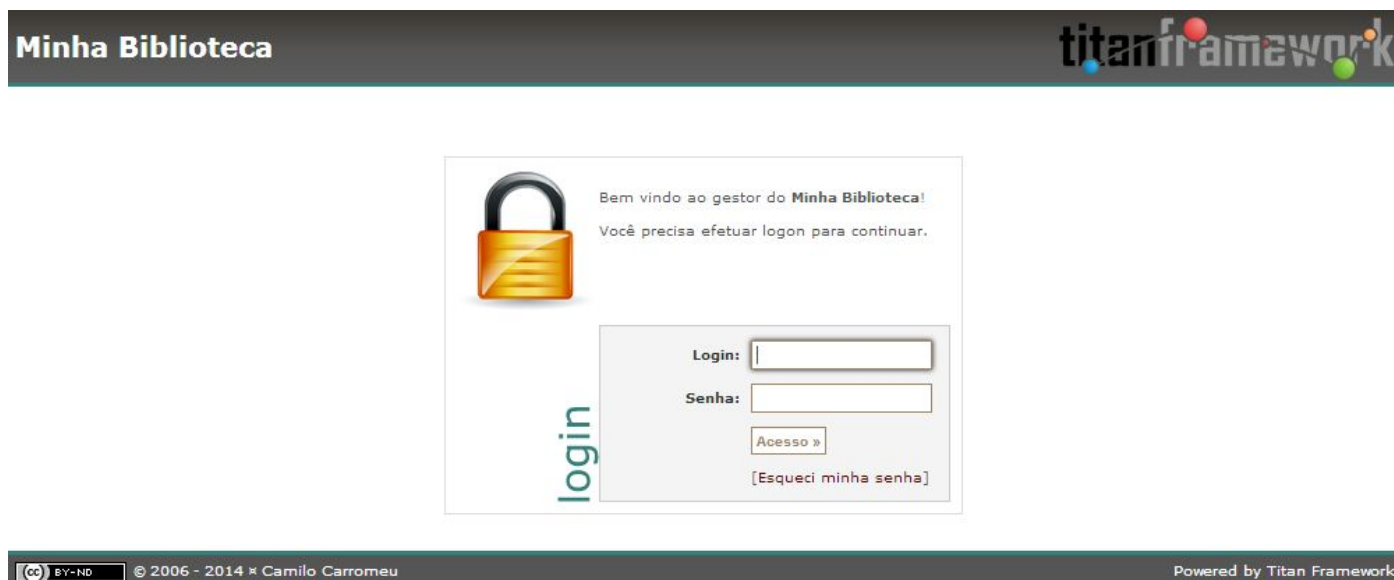 Minha Biblioteca
titanframework
Bem vindo ao gestor do Minha Biblioteca!
Você precisa efetuar logon para continuar.
login
Login:
Senha:
Acesso »
[Esqueci minha senha]
(cc) BY-ND © 2006 - 2014 ¤ Camilo Carromeu
Powered by Titan Framework